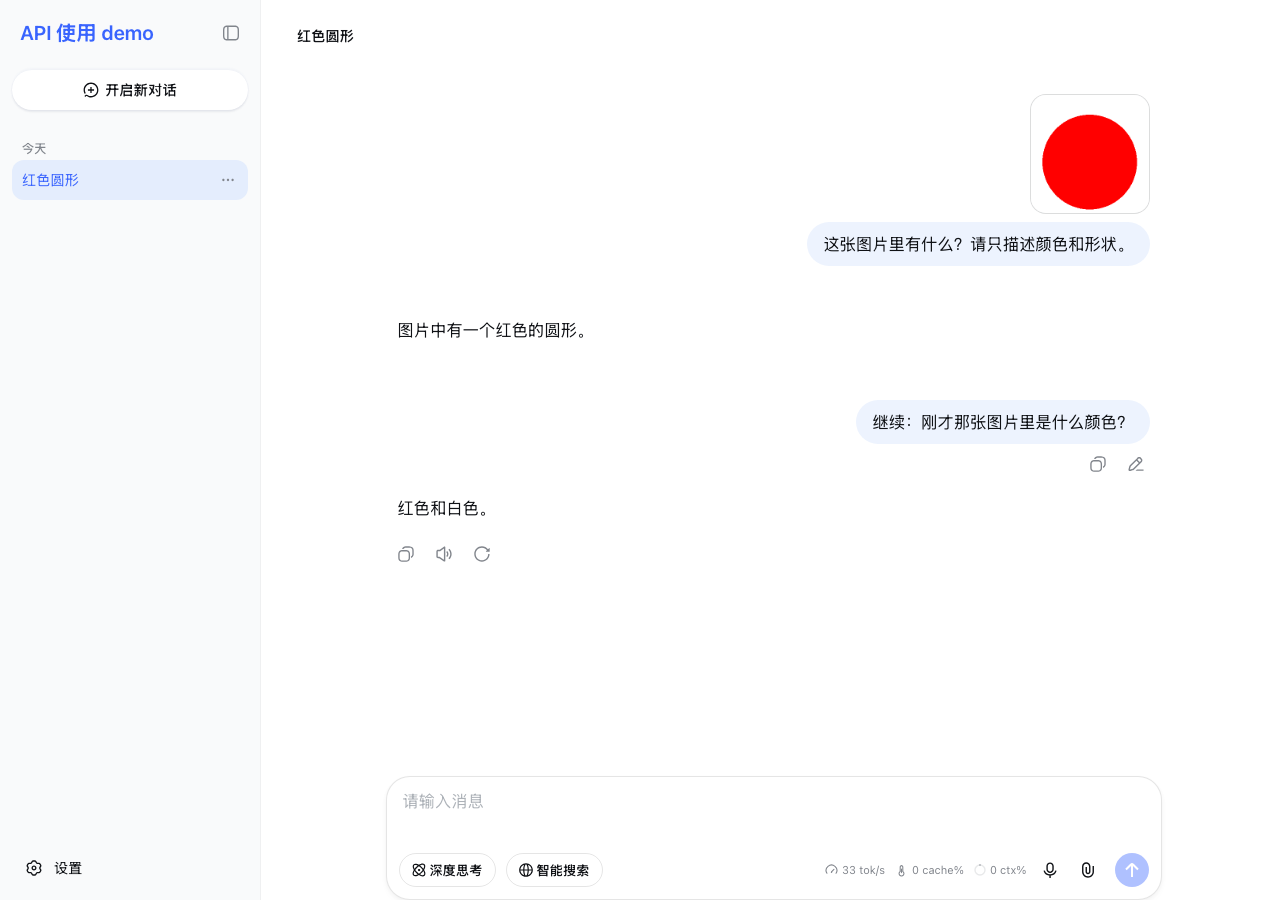 API 使用 demo
开启新对话
今天
红色圆形
设置
红色圆形
这张图片里有什么？请只描述颜色和形状。
图片中有一个红色的圆形。
继续：刚才那张图片里是什么颜色？
红色和白色。
请输入消息
深度思考
智能搜索
33 tok/s
0 cache%
0 ctx%